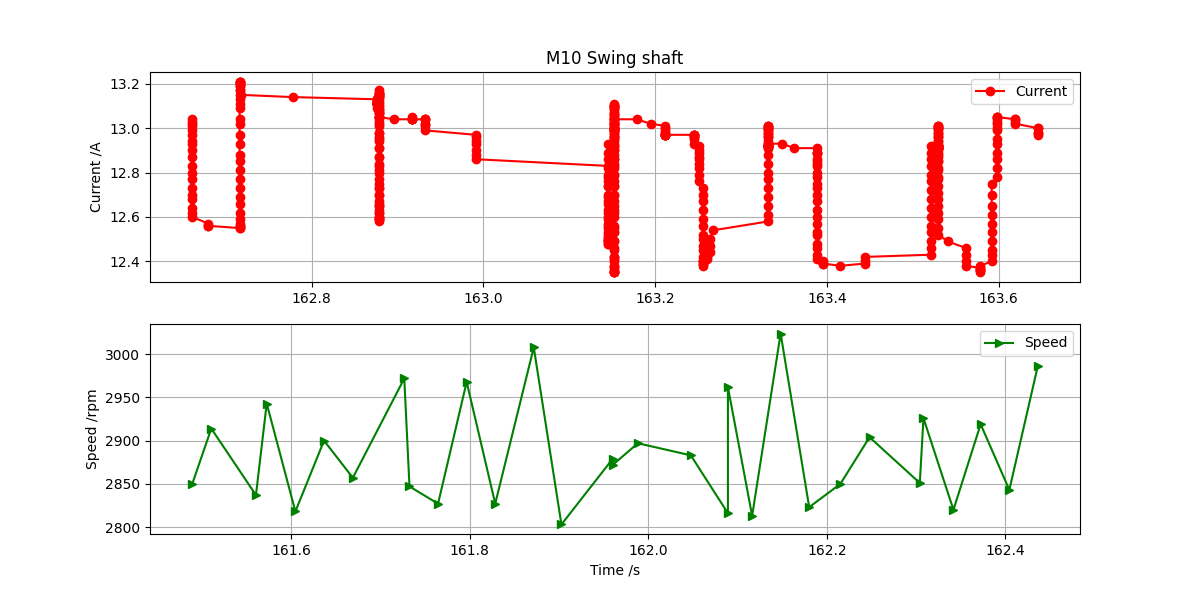 M10 Swing shaft
Current /A
13.2
13.0
12.8
12.6
12.4
Current
162.8 163.0 163.2 163.4 163.6
Speed /rpm
3000
2950
2900
2850
2800
Speed
161.6 161.8 162.0 162.2 162.4
Time /s